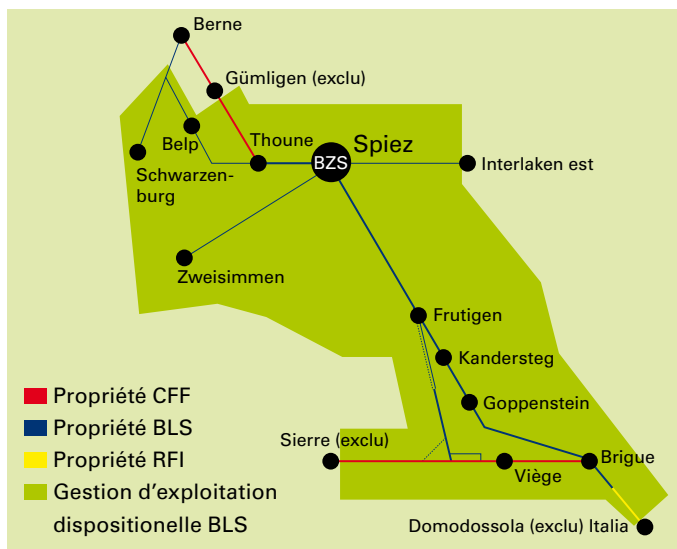 Berne
Gümligen (exclu)
Belp
Thoune
Spiez
BZS
Interlaken est
Schwarzen-
burg
Zweisimmen
Frutigen
Kandersteg
Goppenstein
Sierre (exclu)
Viège
Brigue
Domodossola (exclu) Italia
Propriété CFF
Propriété BLS
Propriété RFI
Gestion d’exploitation
dispositionelle BLS